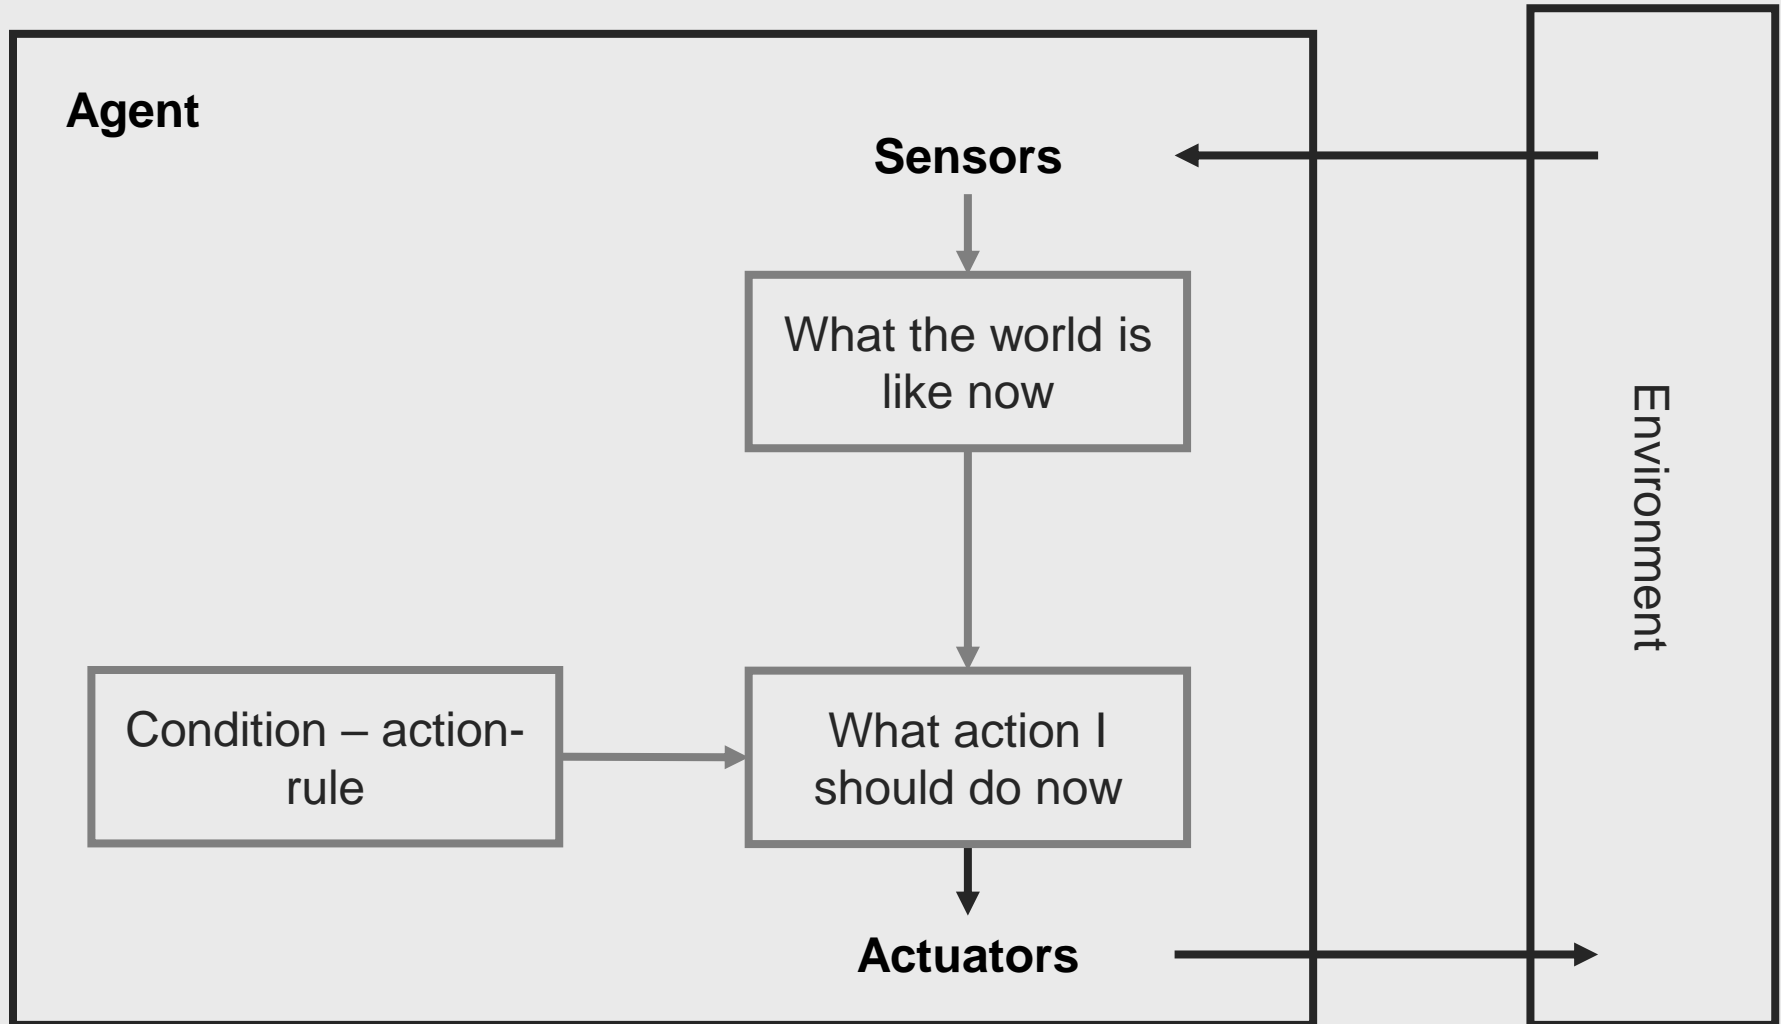 Agent
Sensors
What the world is
like now
Environment
Condition – action-
rule
What action I
should do now
Actuators